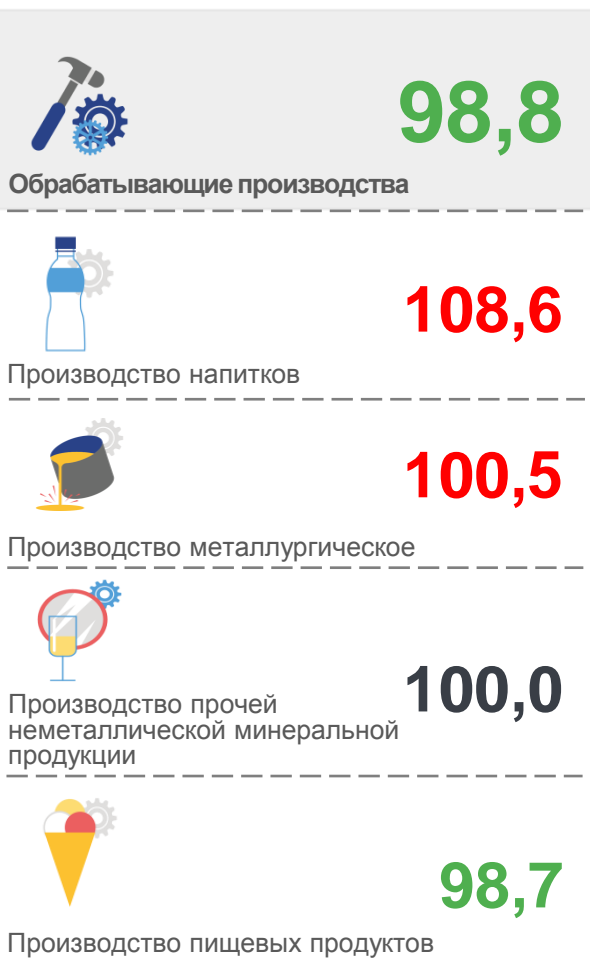 98,8
Обрабатывающие производства
108,6
Производство напитков
100,5
Производство металлургическое
100,0
Производство прочей
неметаллической минеральной
продукции
98,7
Производство пищевых продуктов